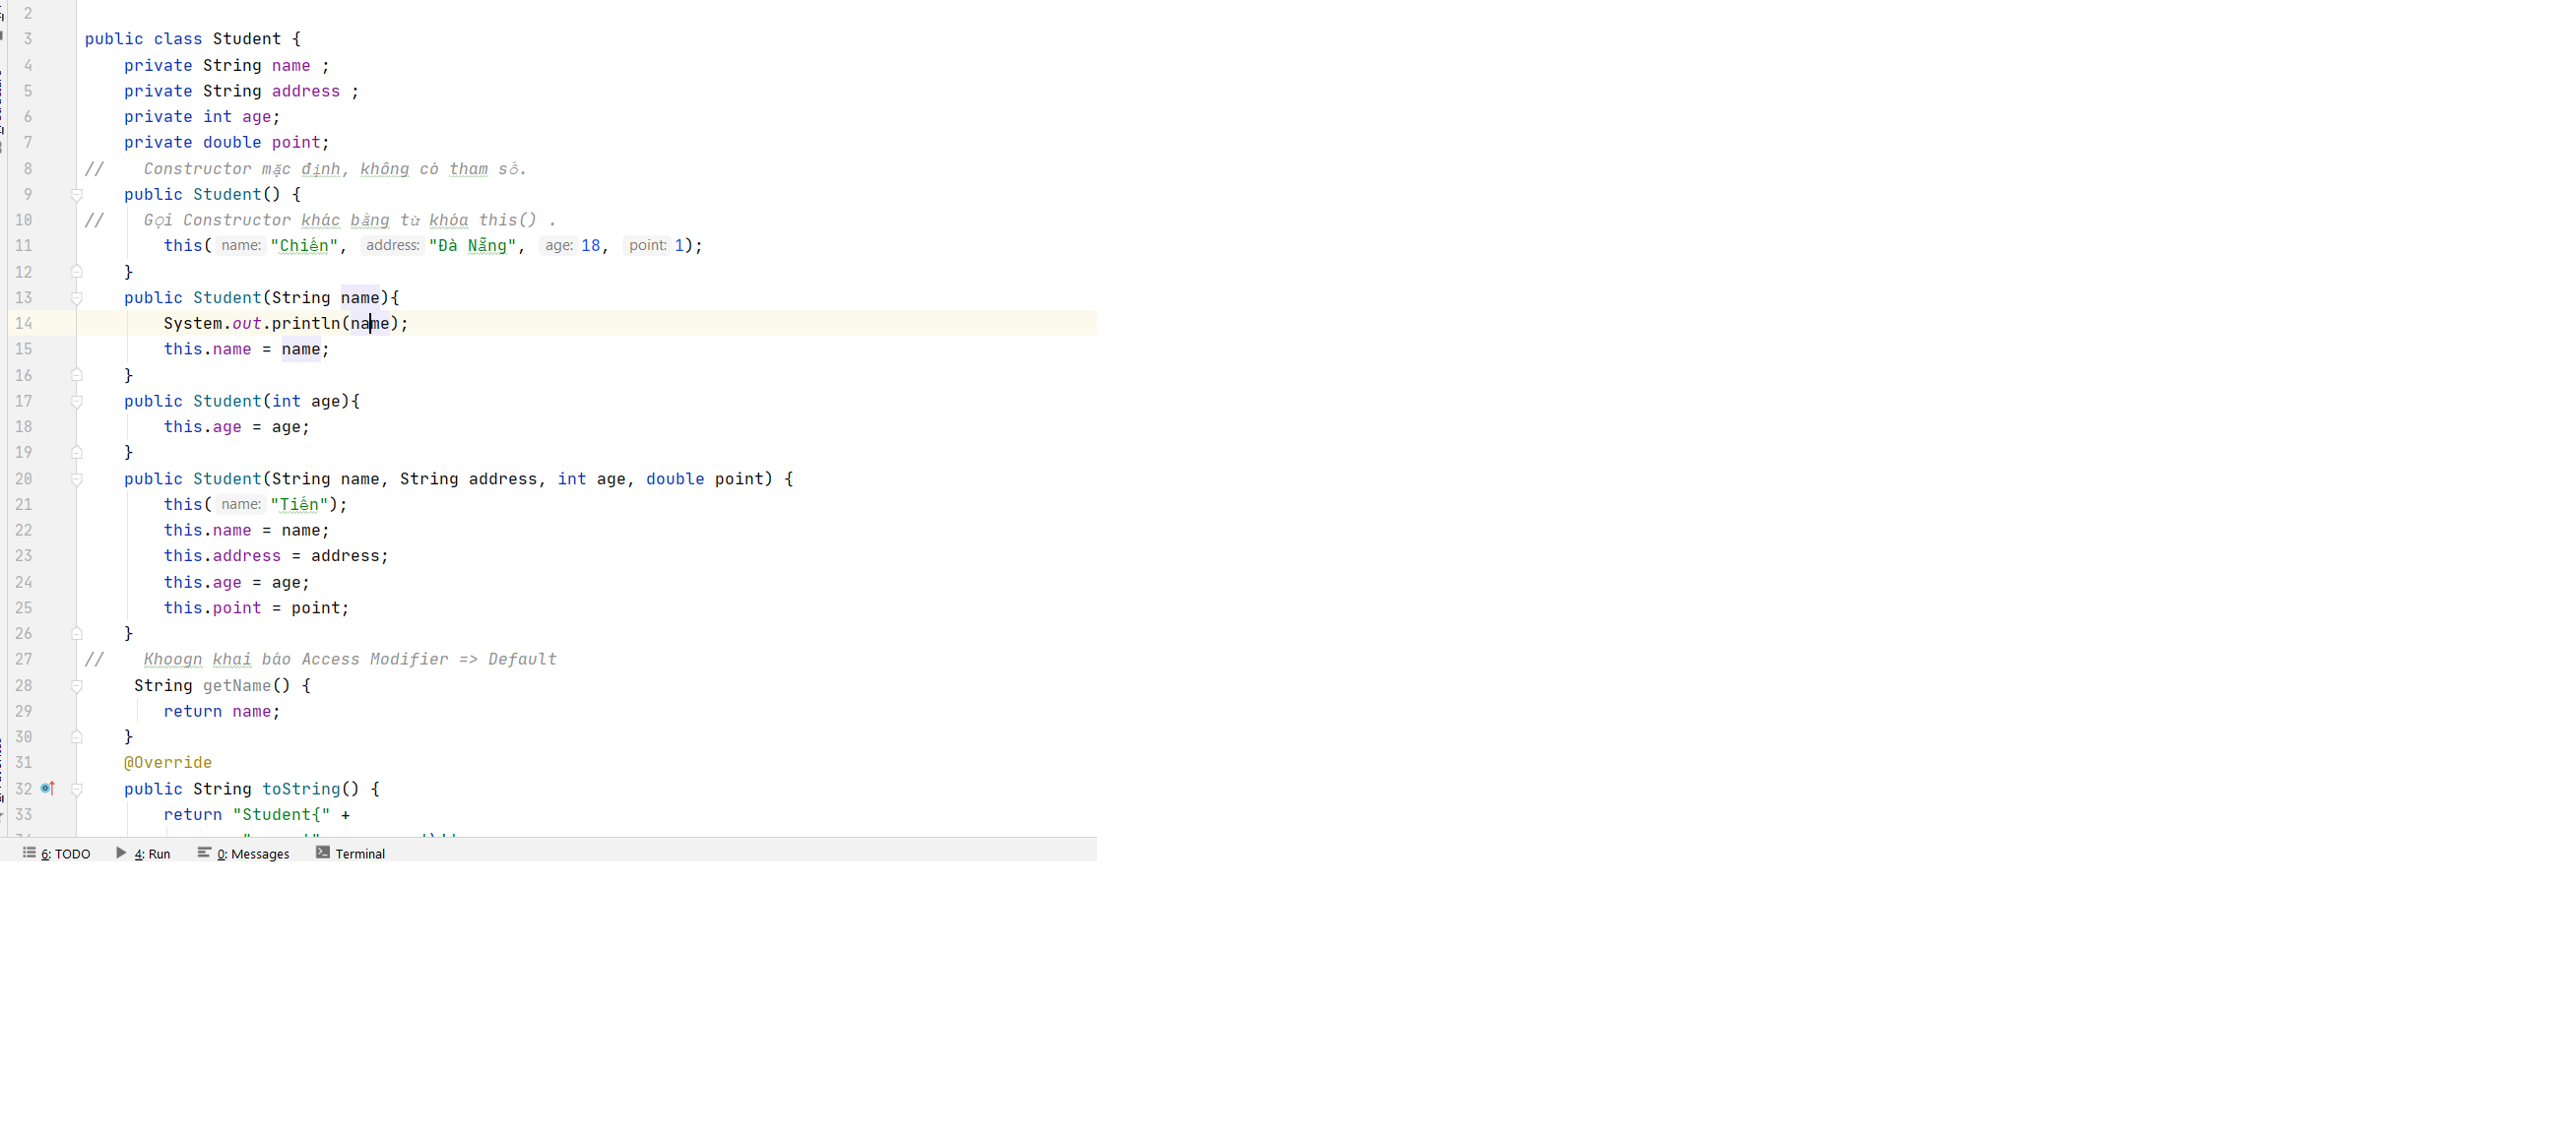 2
3 public class Student {
4 private String name ;
5 private String address ;
6 private int age;
7 private double point;
8 // Constructor mặc định, không có tham số.
9 public Student() {
10 // Gọi Constructor khác bằng từ khóa this() .
11 this( name: "Chiến", address: "Đà Nẵng", age: 18, point: 1);
12 }
13 public Student(String name){
14 System.out.println(name);
15 this.name = name;
16 }
17 public Student(int age){
18 this.age = age;
19 }
20 public Student(String name, String address, int age, double point) {
21 this( name: "Tiến");
22 this.name = name;
23 this.address = address;
24 this.age = age;
25 this.point = point;
26 }
27 // Khoogn khai báo Access Modifier => Default
28 String getName() {
29 return name;
30 }
31 @Override
32 public String toString() {
33 return "Student{" +
6: TODO 4: Run 0: Messages Terminal